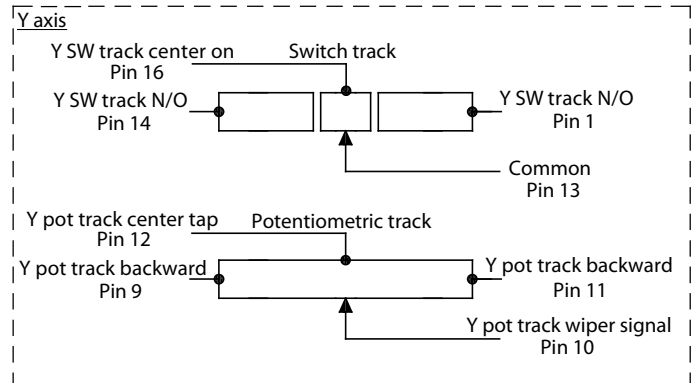 Y axis
Y SW track center on
Pin 16
Switch track
Y SW track N/O
Pin 14
Y SW track N/O
Pin 1
Common
Pin 13
Y pot track center tap
Pin 12
Potentiometric track
Y pot track backward
Pin 9
Y pot track backward
Pin 11
Y pot track wiper signal
Pin 10